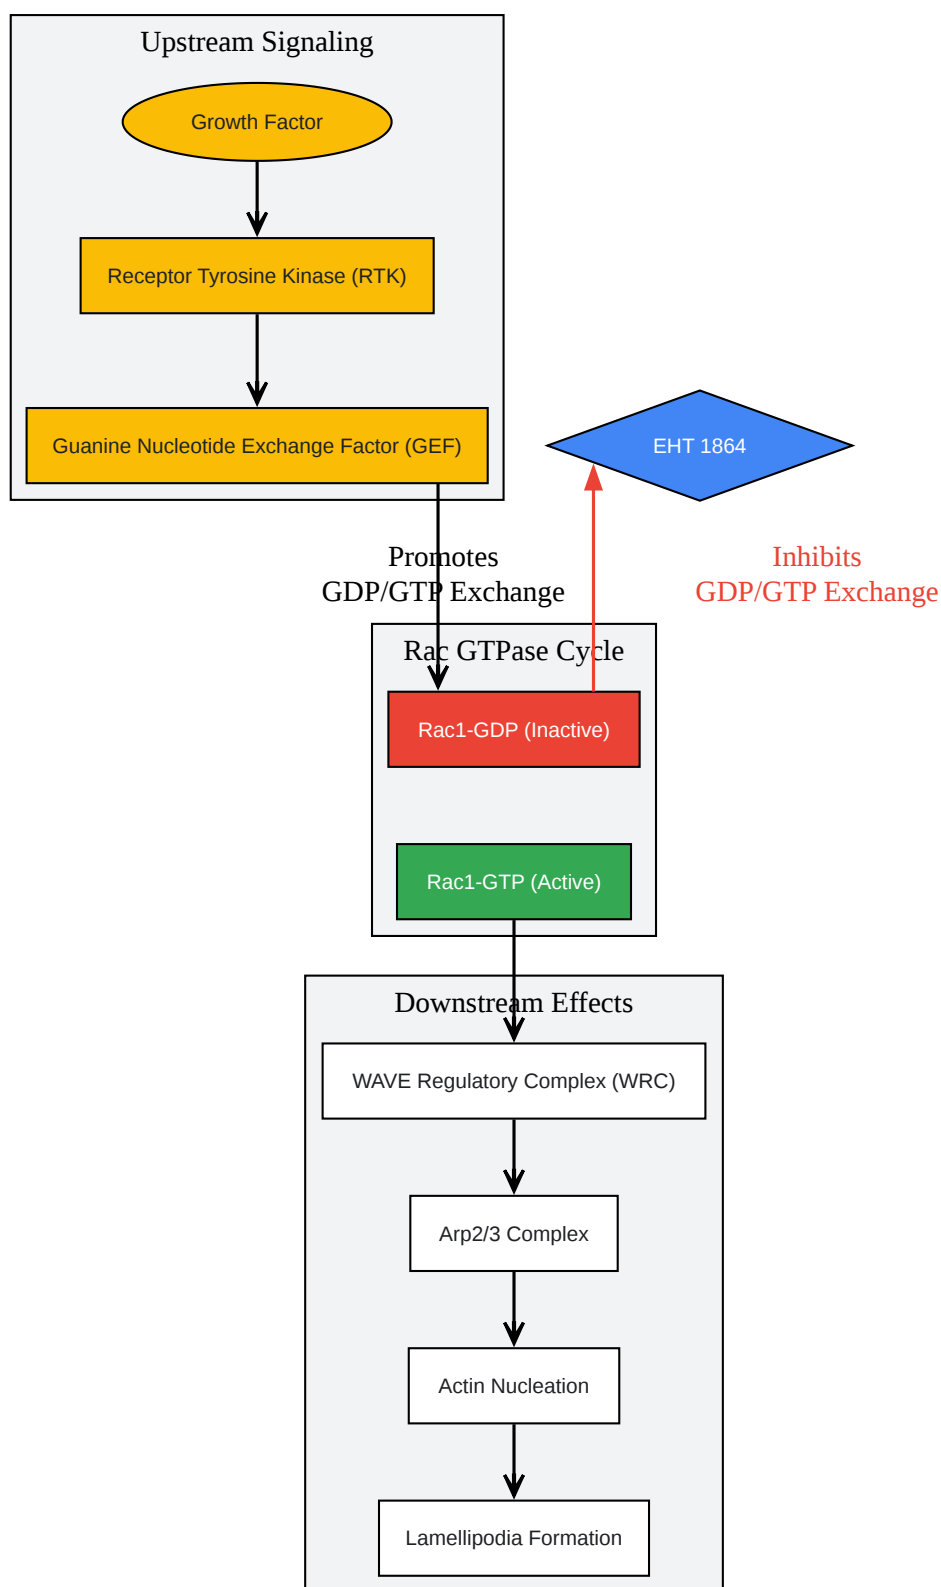 Upstream Signaling
Growth Factor
Receptor Tyrosine Kinase (RTK)
Guanine Nucleotide Exchange Factor (GEF)
EHT 1864
Promotes
GDP/GTP Exchange
Inhibits
GDP/GTP Exchange
Rac GTPase Cycle
Rac1-GDP (Inactive)
Rac1-GTP (Active)
Downstream Effects
WAVE Regulatory Complex (WRC)
Arp2/3 Complex
Actin Nucleation
Lamellipodia Formation